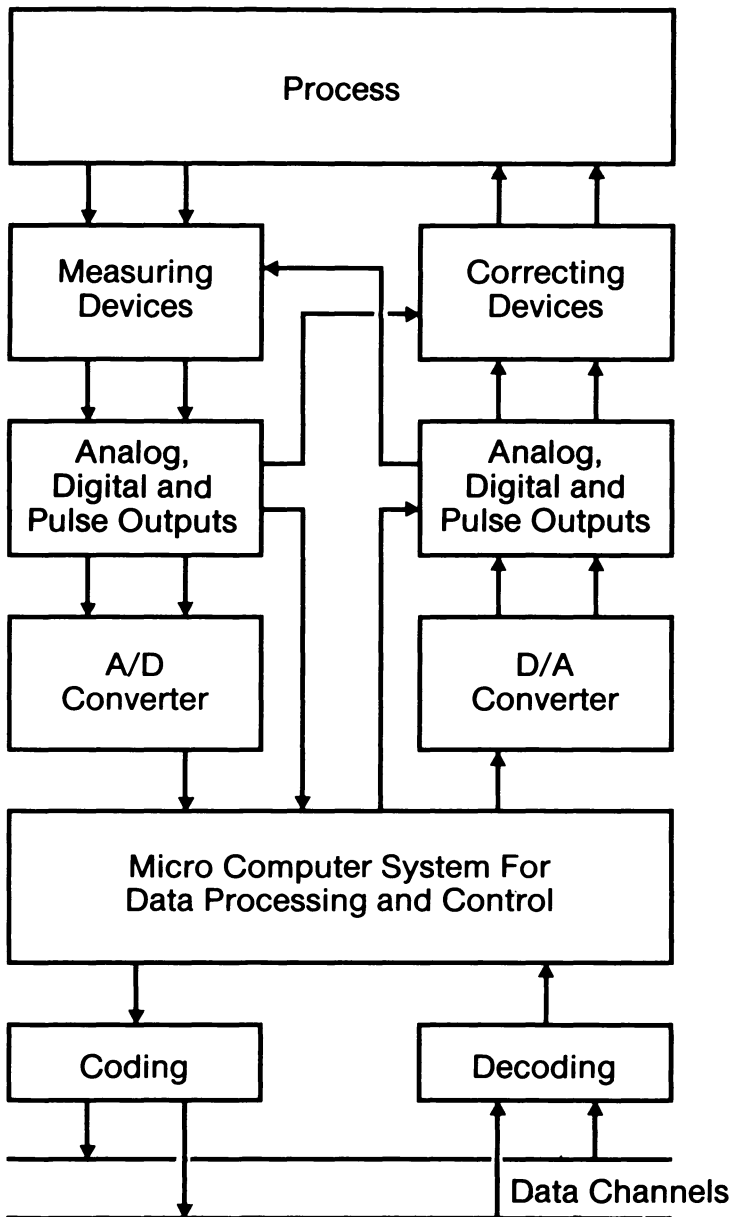 Process
Measuring
Devices
Correcting
Devices
Analog,
Digital and
Pulse Outputs
Analog,
Digital and
Pulse Outputs
A/D
Converter
D/A
Converter
Micro Computer System For
Data Processing and Control
Coding
Decoding
Data Channels